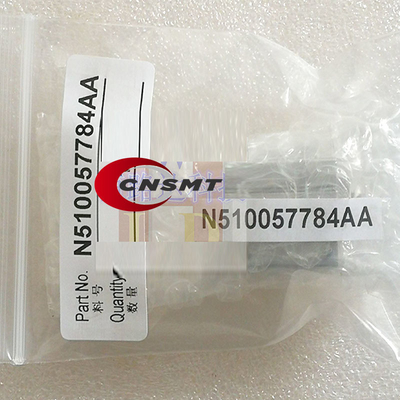 Part No. N510057784AA
料号
Quantity
数量
CNSMT
N510057784AA